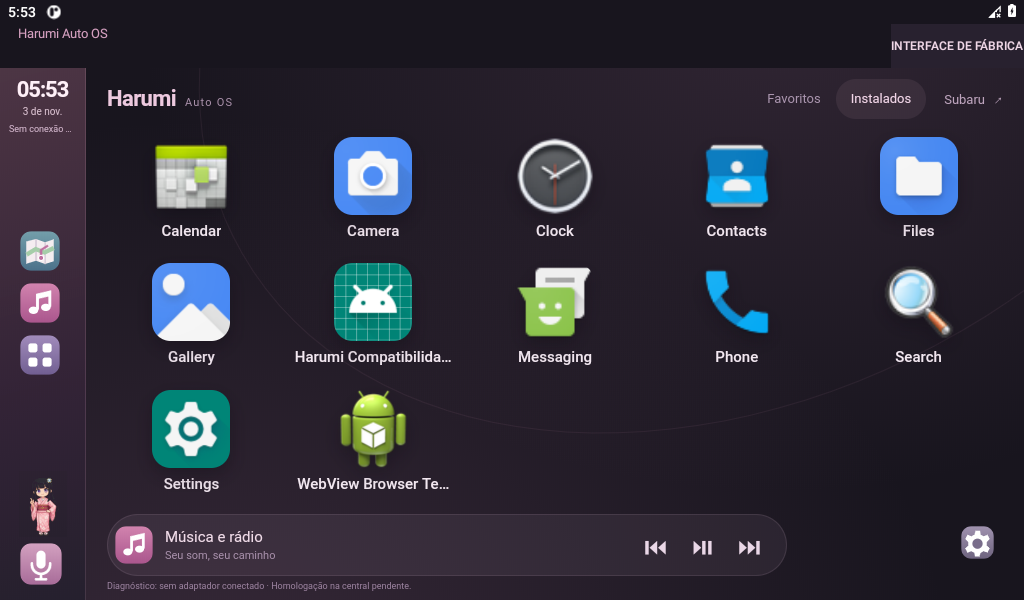 5:53
Harumi Auto OS
INTERFACE DE FÁBRICA
05:53
3 de nov.
Sem conexão ...
Harumi Auto OS
Favoritos Instalados Subaru ↗
Calendar Camera Clock Contacts Files
Gallery Harumi Compatibilida... Messaging Phone Search
Settings WebView Browser Te...
Música e rádio
Seu som, seu caminho
Diagnóstico: sem adaptador conectado · Homologação na central pendente.